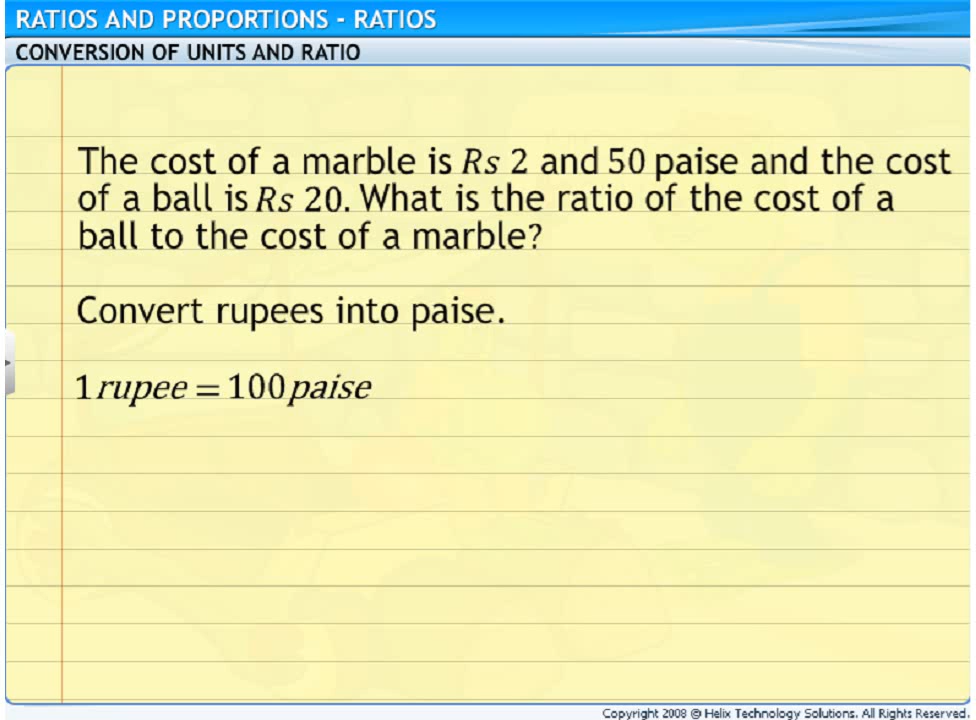 RATIOS AND PROPORTIONS - RATIOS
CONVERSION OF UNITS AND RATIO
The cost of a marble is Rs 2 and 50 paise and the cost
of a ball is Rs 20. What is the ratio of the cost of a
ball to the cost of a marble?
Convert rupees into paise.
1 rupee = 100 paise
Copyright 2008 @ Helix Technology Solutions. All Rights Reserved.